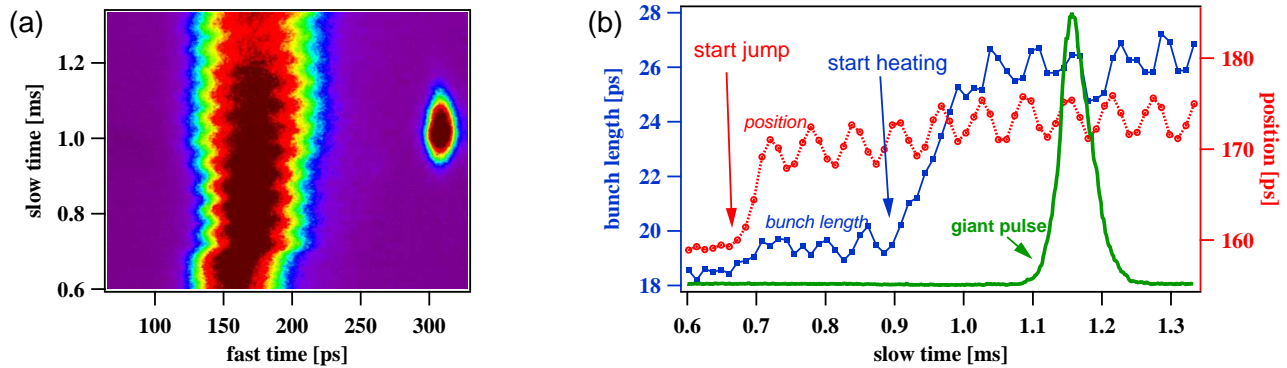 (a)
slow time [ms]
1.2
1.0
0.8
0.6
100
150
200
250
300
fast time [ps]
(b)
bunch length [ps]
28
26
24
22
20
18
start jump
start heating
position
bunch length
giant pulse
180
170
160
position [ps]
0.6
0.7
0.8
0.9
1.0
1.1
1.2
1.3
slow time [ms]